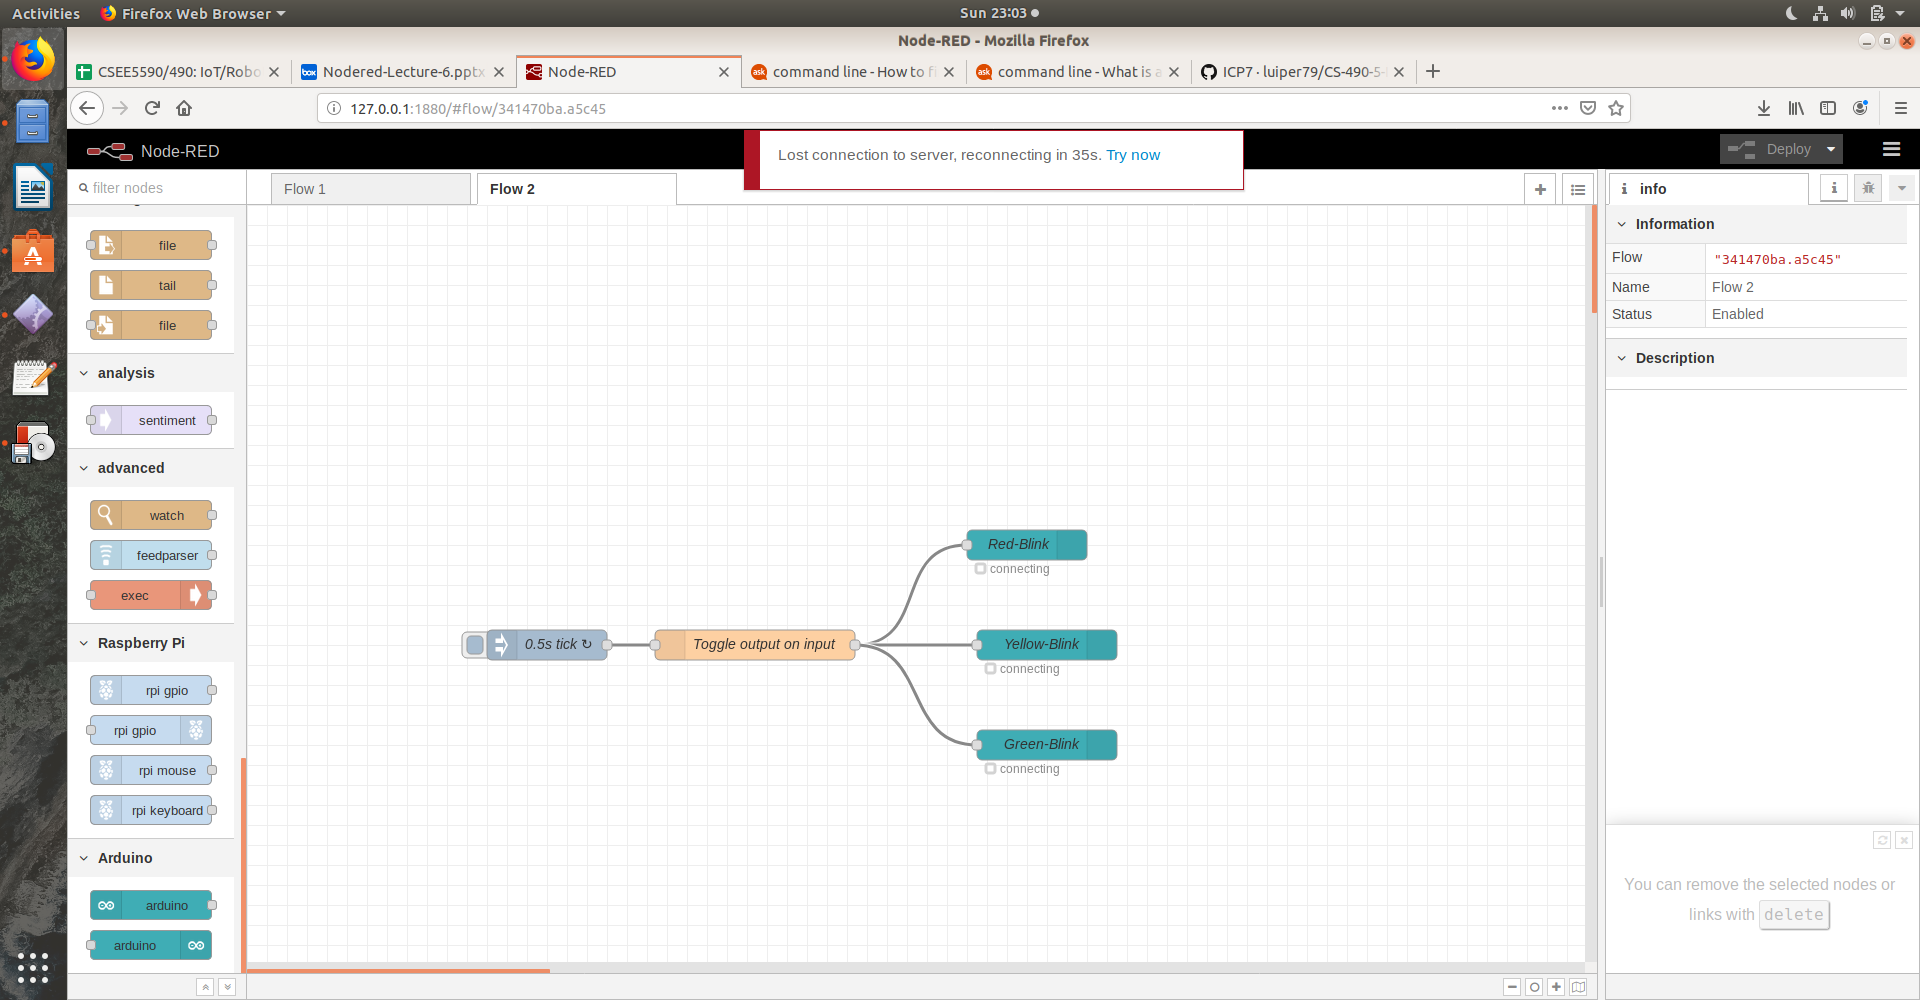 Activities
Firefox Web Browser
Sun 23:03
Node-RED - Mozilla Firefox
CSEE5590/490: IoT/Robo
Nodered-Lecture-6.pptx
Node-RED
command line - How to fi
command line - What is a
ICP7 · luiper79/CS-490-5-
127.0.0.1:1880/#flow/341470ba.a5c45
Node-RED
Lost connection to server, reconnecting in 35s. Try now
Deploy
filter nodes
Flow 1
Flow 2
info
file
tail
file
analysis
sentiment
advanced
watch
feedparser
exec
Raspberry Pi
rpi gpio
rpi gpio
rpi mouse
rpi keyboard
Arduino
arduino
arduino
0.5s tick ↻
Toggle output on input
Red-Blink
connecting
Yellow-Blink
connecting
Green-Blink
connecting
Information
Flow "341470ba.a5c45"
Name Flow 2
Status Enabled
Description
You can remove the selected nodes or
links with delete